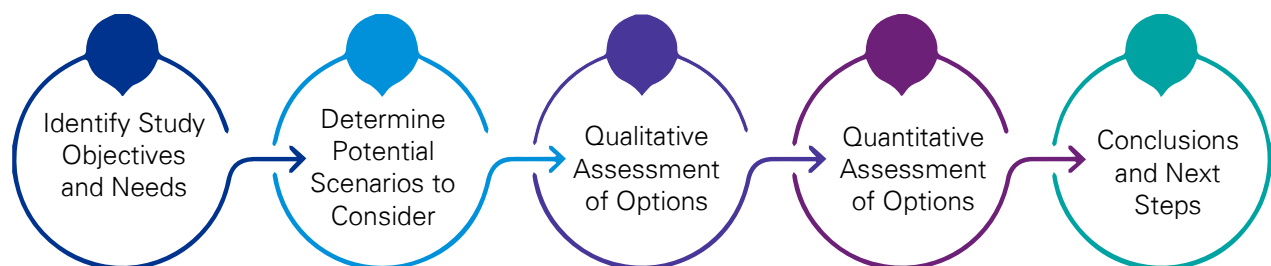 Identify Study
Objectives
and Needs
Determine
Potential
Scenarios to
Consider
Qualitative
Assessment
of Options
Quantitative
Assessment
of Options
Conclusions
and Next
Steps